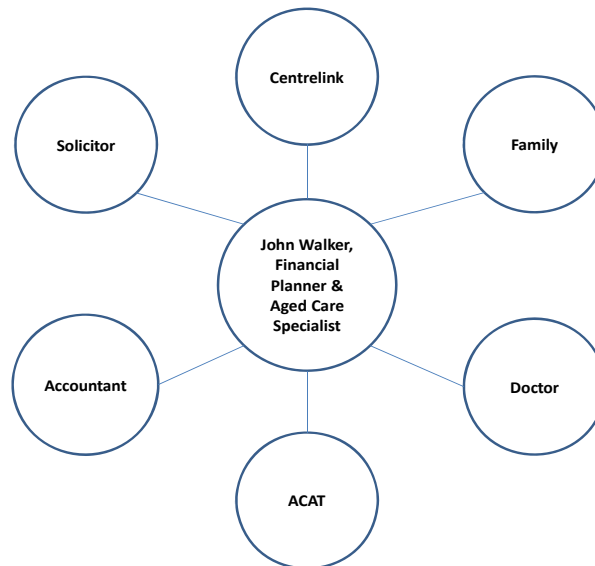 Centrelink
Solicitor
Family
John Walker,
Financial
Planner &
Aged Care
Specialist
Accountant
Doctor
ACAT